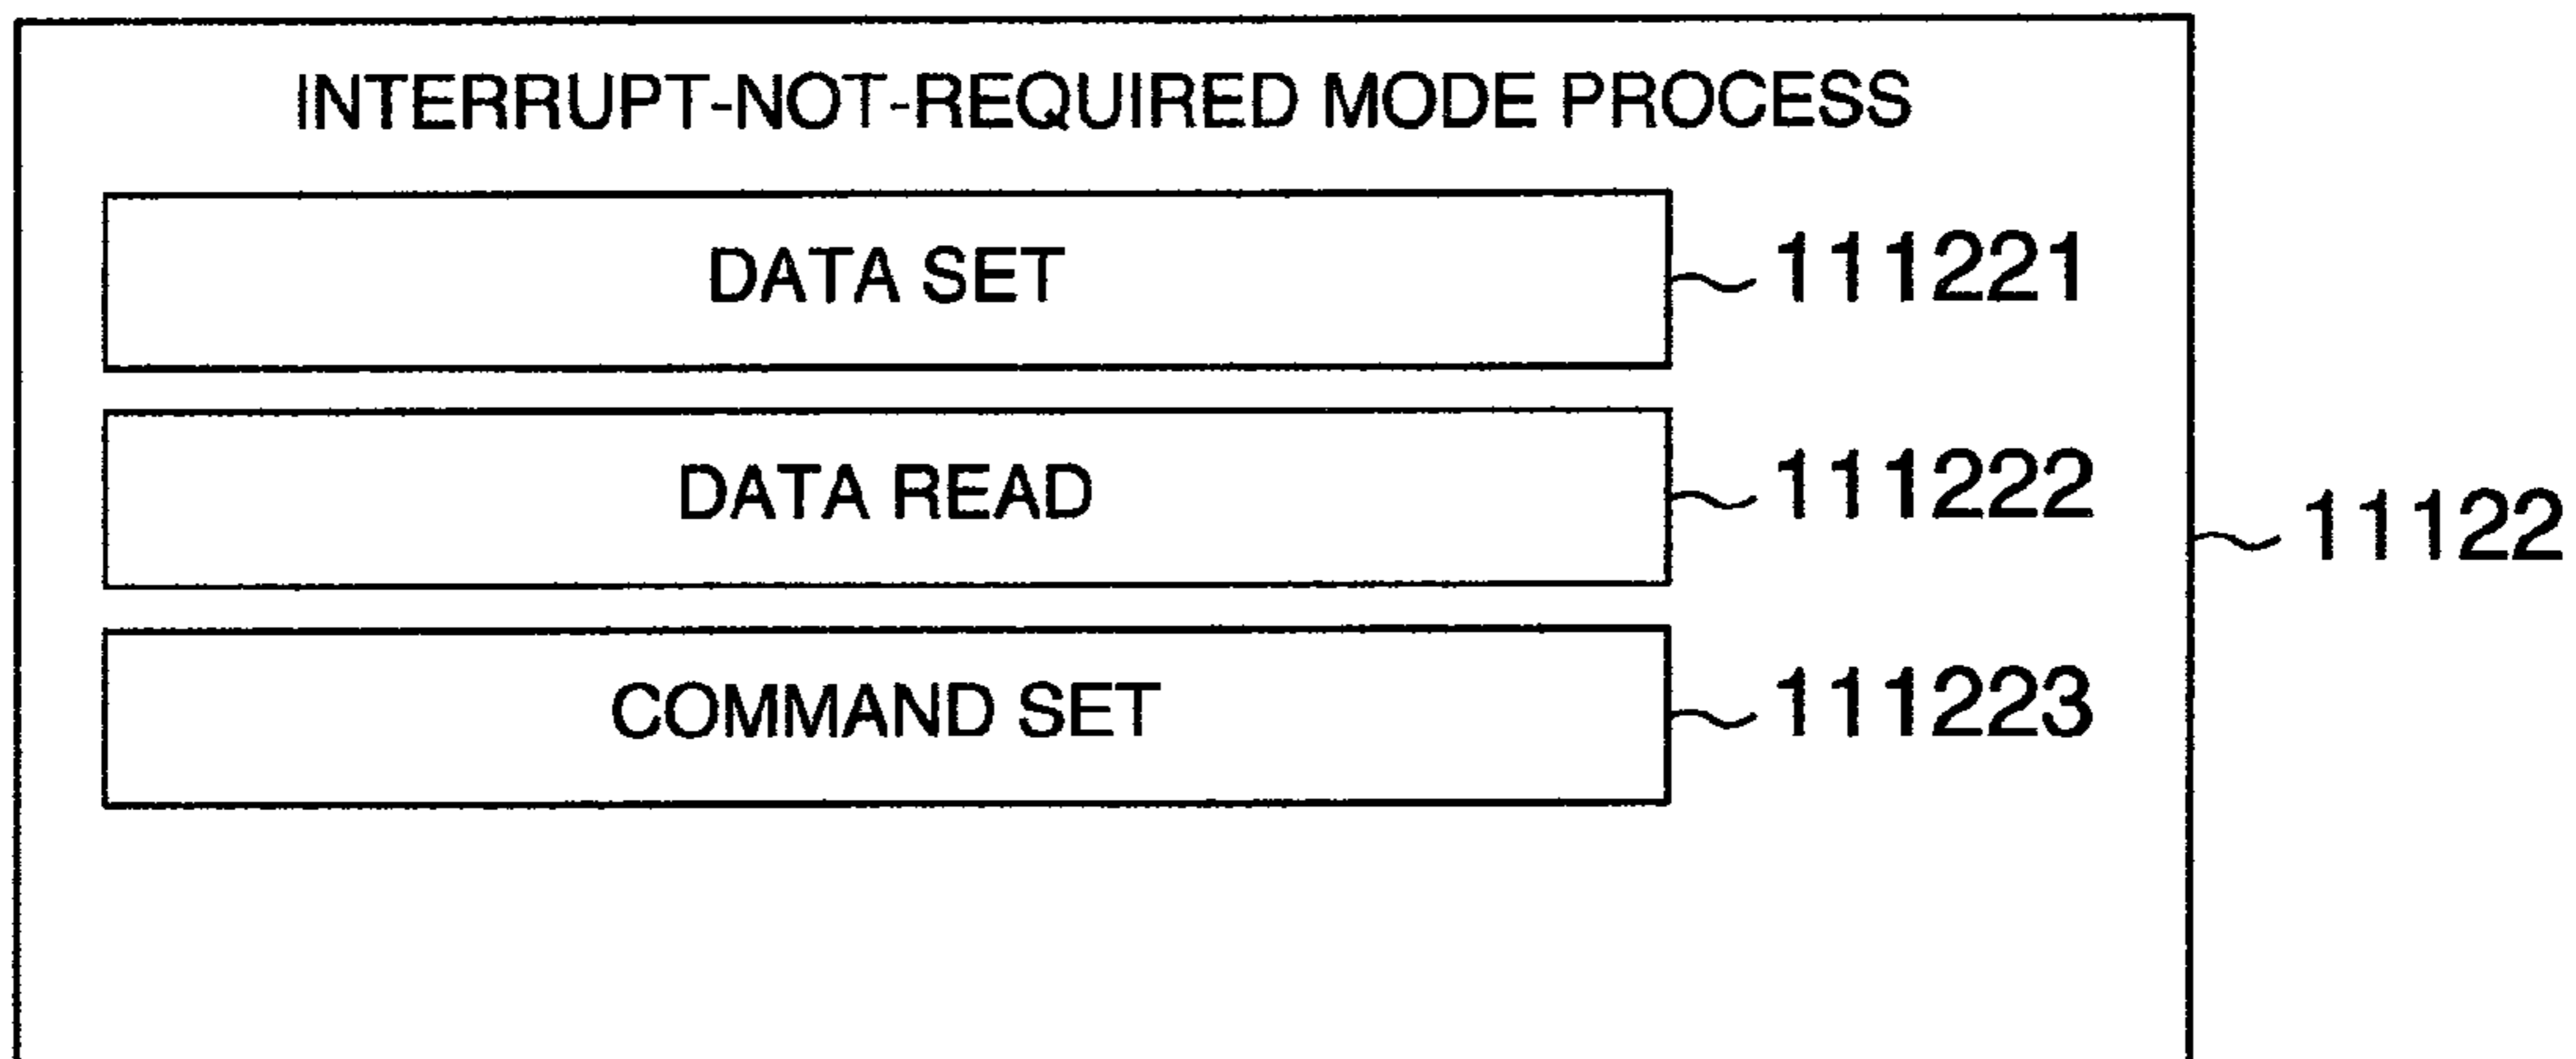 INTERRUPT-NOT-REQUIRED MODE PROCESS
DATA SET 111221
DATA READ 111222
11122
COMMAND SET 111223